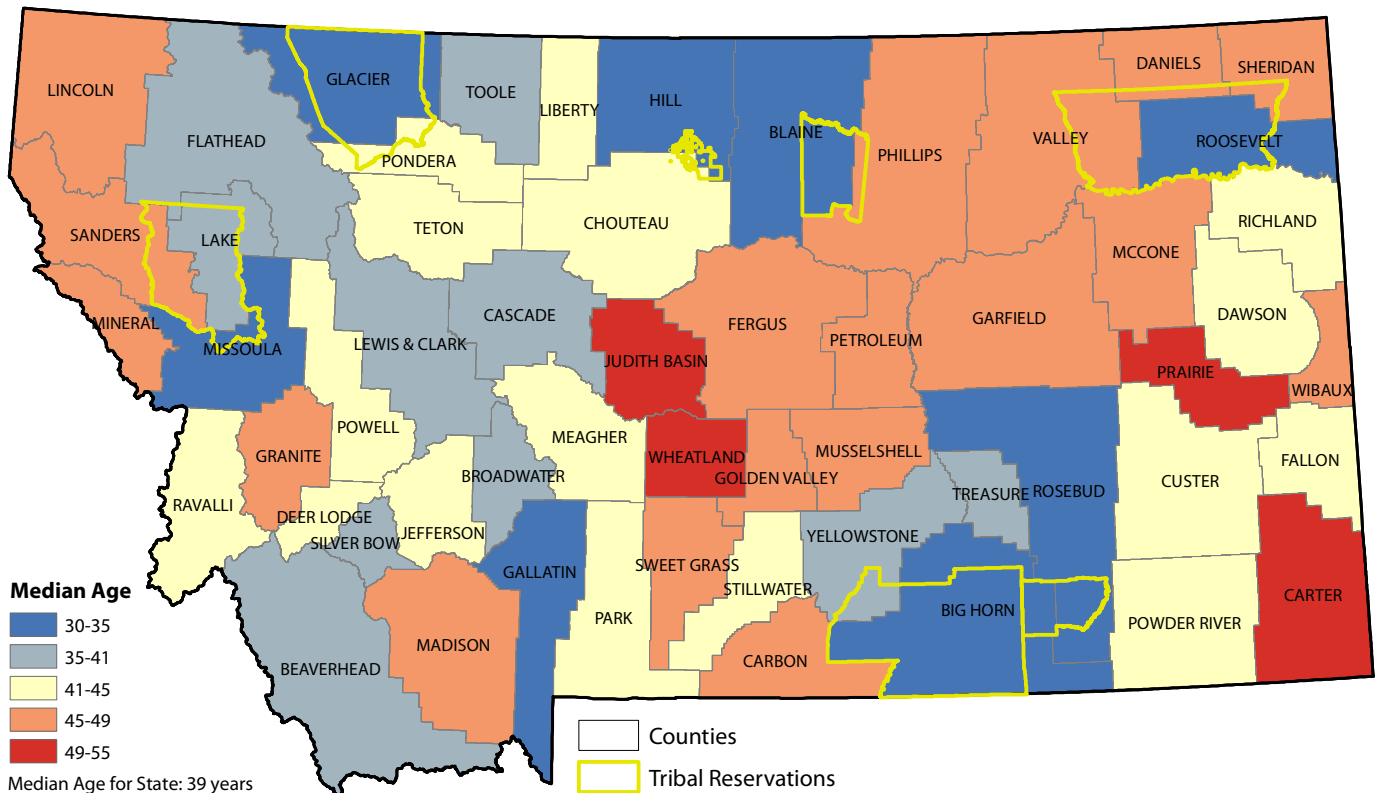 LINCOLN
FLATHEAD
GLACIER
TOOLE
LIBERTY
HILL
BLAINE
PHILLIPS
VALLEY
DANIELS
SHERIDAN
ROOSEVELT
PONDERA
TETON
CHOUTEAU
RICHLAND
SANDERS
LAKE
MCCONE
MINERAL
MISSOULA
LEWIS & CLARK
CASCADE
JUDITH BASIN
FERGUS
PETROLEUM
GARFIELD
DAWSON
PRAIRIE
WIBAUX
POWELL
GRANITE
MEAGHER
BROADWATER
WHEATLAND
GOLDEN VALLEY
MUSSELSHELL
TREASURE
ROSEBUD
CUSTER
FALLON
RAVALLI
DEER LODGE
SILVER BOW
JEFFERSON
GALLATIN
SWEET GRASS
STILLWATER
YELLOWSTONE
BIG HORN
CARTER
PARK
POWDER RIVER
MADISON
CARBON
BEAVERHEAD
Median Age
30-35
35-41
41-45
45-49
49-55
Median Age for State: 39 years
Counties
Tribal Reservations